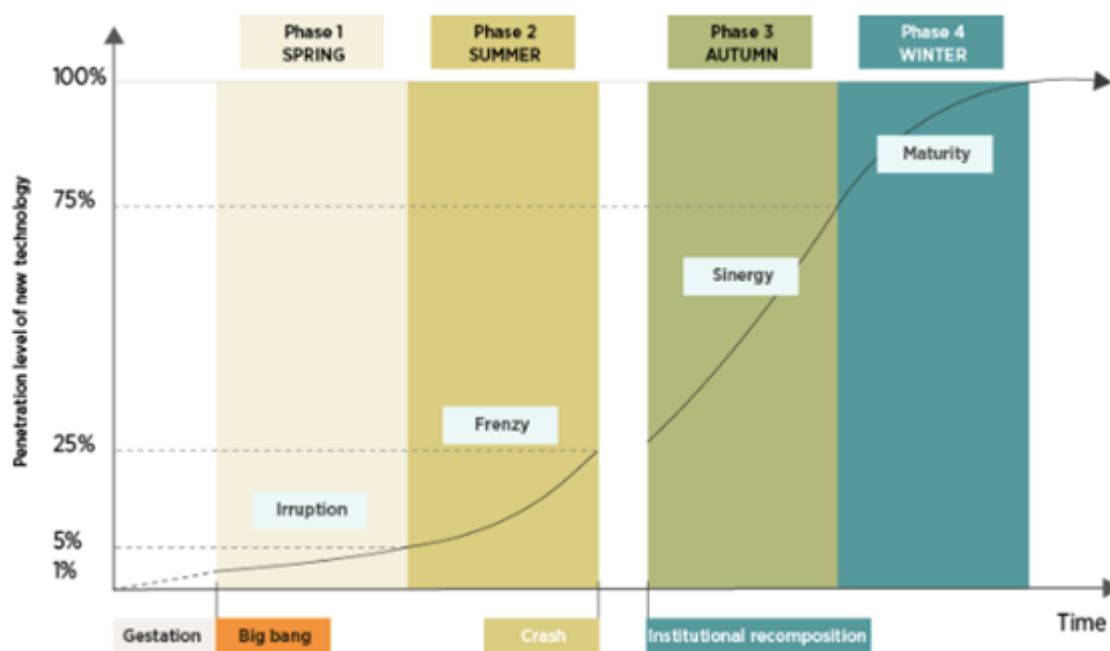 Phase 1
SPRING
Phase 2
SUMMER
Phase 3
AUTUMN
Phase 4
WINTER
100%
Maturity
75%
Penetration level of new technology
Sinergy
Frenzy
25%
Irruption
5%
1%
Time
Gestation
Big bang
Crash
Institutional recomposition